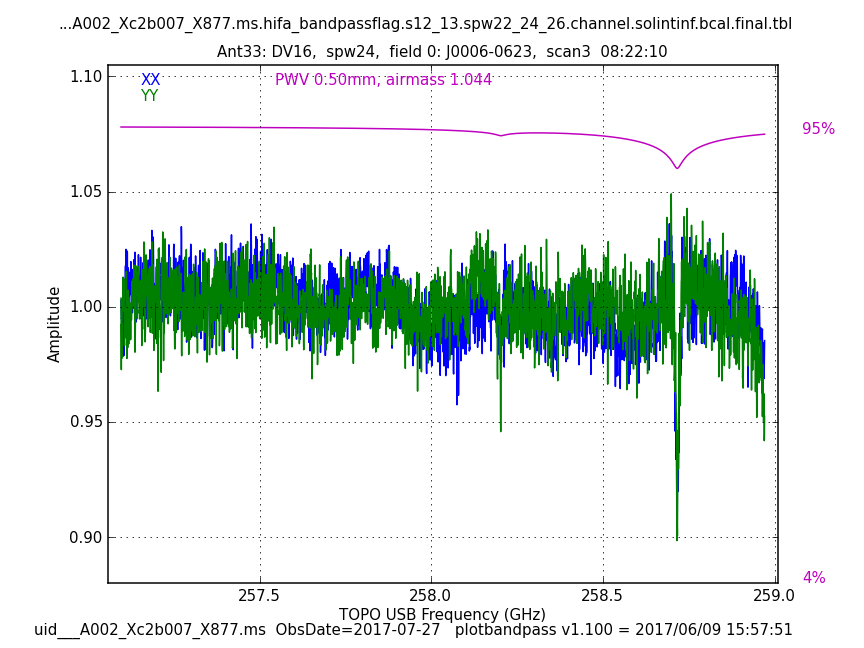 ...A002_Xc2b007_X877.ms.hifa_bandpassflag.s12_13.spw22_24_26.channel.solintinf.bcal.final.tbl
Ant33: DV16,  spw24,  field 0: J0006-0623,  scan3  08:22:10
XX
PWV 0.50mm, airmass 1.044
YY
1.10
1.05
1.00
0.95
0.90
Amplitude
95%
4%
257.5
258.0
258.5
259.0
TOPO USB Frequency (GHz)
uid___A002_Xc2b007_X877.ms  ObsDate=2017-07-27   plotbandpass v1.100 = 2017/06/09 15:57:51